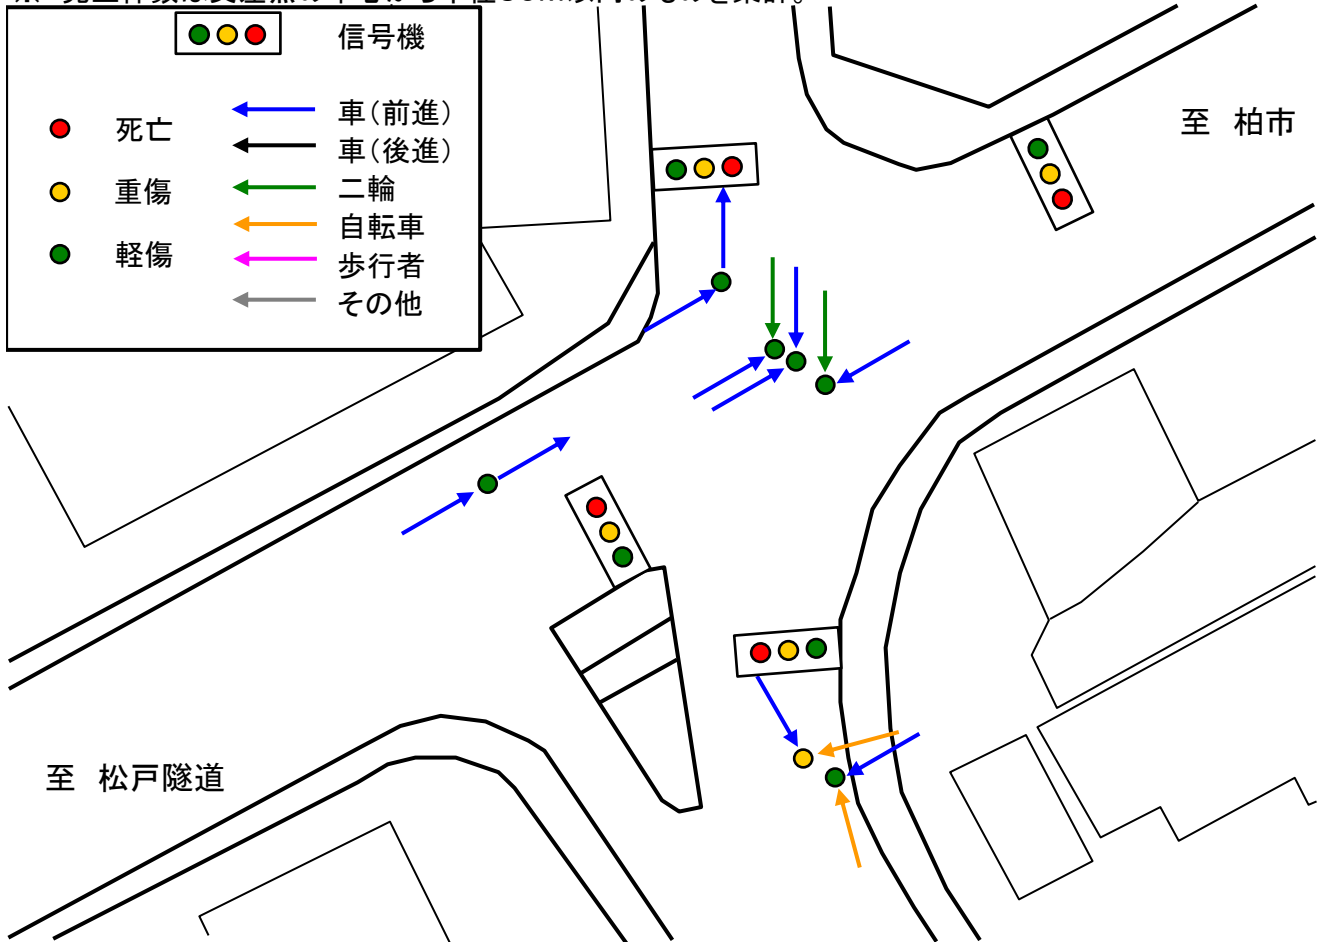 信号機
死亡
重傷
軽傷
車(前進)
車(後進)
二輪
自転車
歩行者
その他
至 柏市
至 松戸隧道